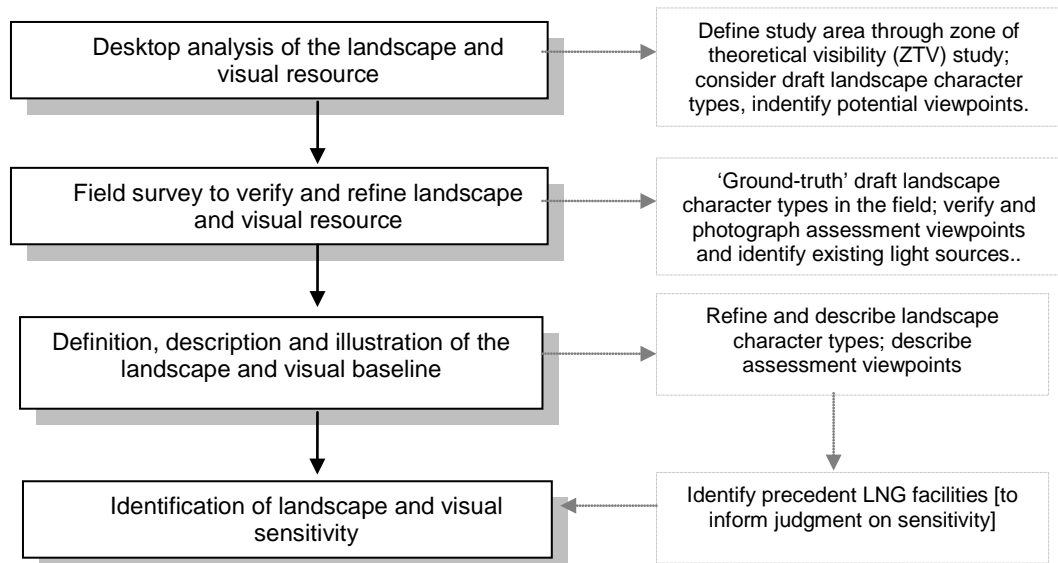 Desktop analysis of the landscape and
visual resource
Define study area through zone of
theoretical visibility (ZTV) study;
consider draft landscape character
types, indentify potential viewpoints.
Field survey to verify and refine landscape
and visual resource
‘Ground-truth’ draft landscape
character types in the field; verify and
photograph assessment viewpoints
and identify existing light sources..
Definition, description and illustration of the
landscape and visual baseline
Refine and describe landscape
character types; describe
assessment viewpoints
Identification of landscape and visual
sensitivity
Identify precedent LNG facilities [to
inform judgment on sensitivity]